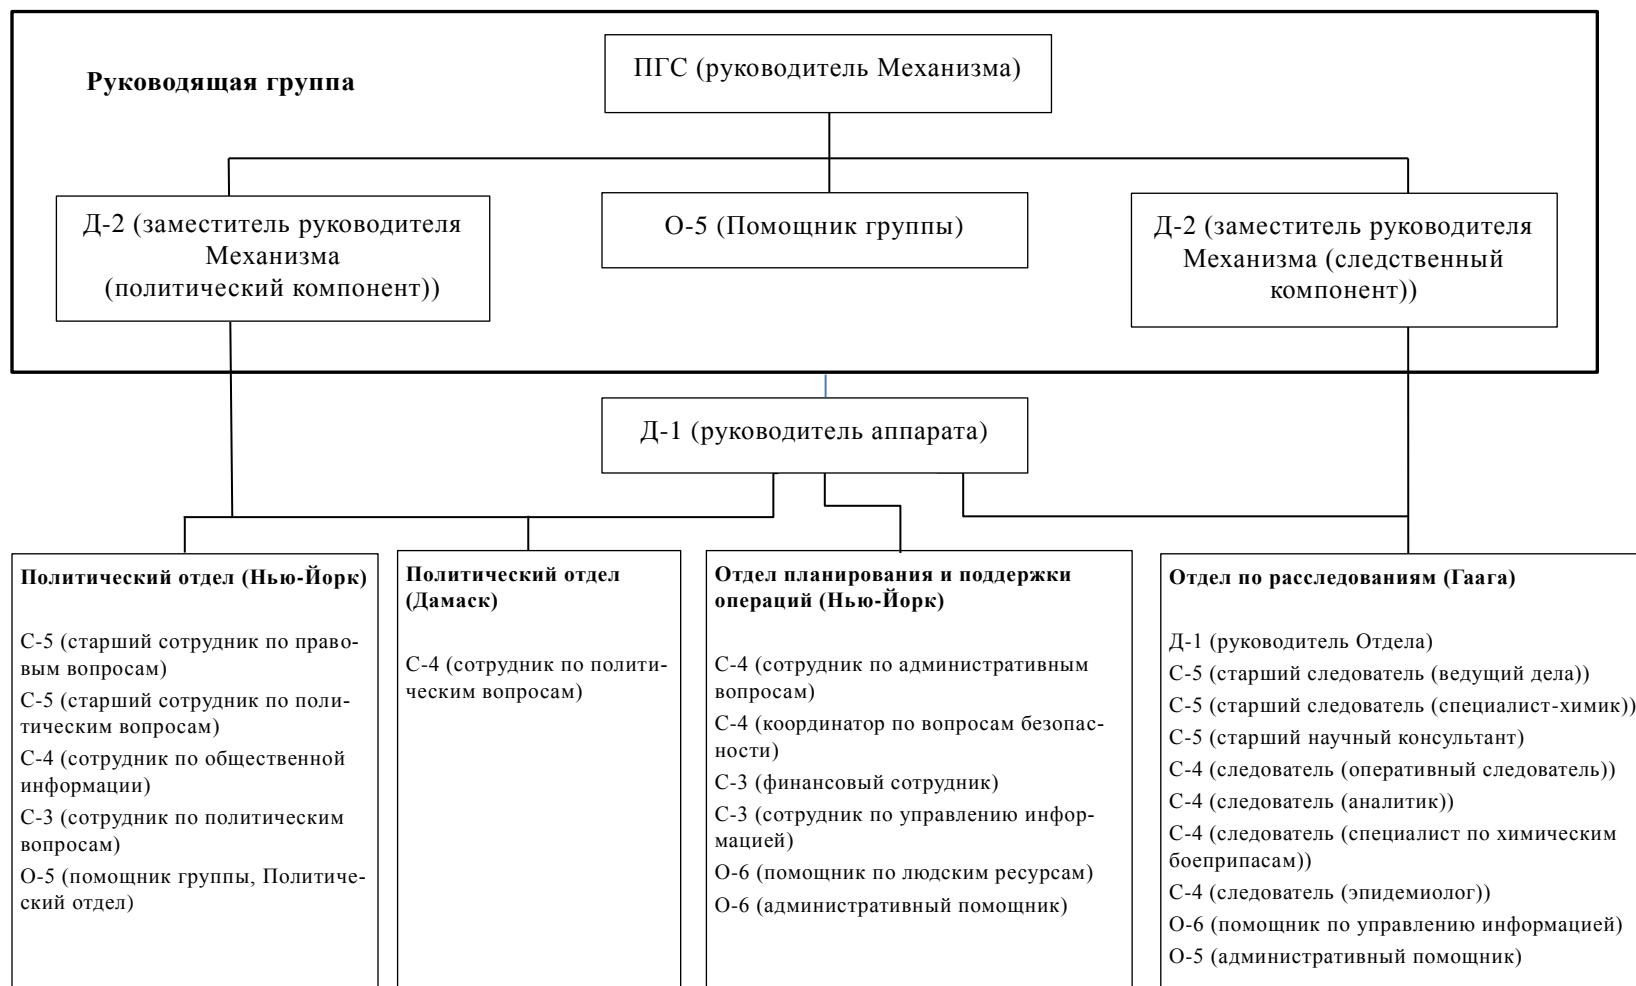 Руководящая группа
ПГС (руководитель Механизма)
Д-2 (заместитель руководителя
Механизма
(политический компонент))
О-5 (Помощник группы)
Д-2 (заместитель руководителя
Механизма (следственный
компонент))
Д-1 (руководитель аппарата)
Политический отдел (Нью-Йорк)
С-5 (старший сотрудник по право-
вым вопросам)
С-5 (старший сотрудник по поли-
тическим вопросам)
С-4 (сотрудник по общественной
информации)
С-3 (сотрудник по политическим
вопросам)
О-5 (помощник группы, Политиче-
ский отдел)
Политический отдел
(Дамаск)
С-4 (сотрудник по полити-
ческим вопросам)
Отдел планирования и поддержки
операций (Нью-Йорк)
С-4 (сотрудник по административным
вопросам)
С-4 (координатор по вопросам безопас-
ности)
С-3 (финансовый сотрудник)
С-3 (сотрудник по управлению инфор-
мацией)
О-6 (помощник по людским ресурсам)
О-6 (административный помощник)
Отдел по расследованиям (Гаага)
Д-1 (руководитель Отдела)
С-5 (старший следователь (ведущий дела))
С-5 (старший следователь (специалист-химик))
С-5 (старший научный консультант)
С-4 (следователь (оперативный следователь))
С-4 (следователь (аналитик))
С-4 (следователь (специалист по химическим
боеприпасам))
С-4 (следователь (эпидемиолог))
О-6 (помощник по управлению информацией)
О-5 (административный помощник)